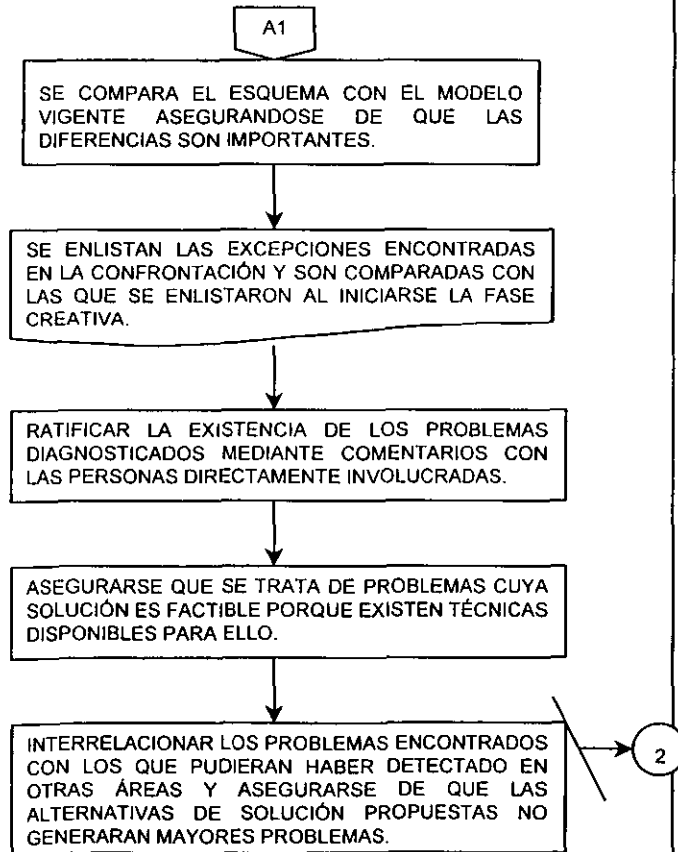 A1
SE COMPARA EL ESQUEMA CON EL MODELO
VIGENTE ASEGURANDOSE DE QUE LAS
DIFERENCIAS SON IMPORTANTES.
SE ENLISTAN LAS EXCEPCIONES ENCONTRADAS
EN LA CONFRONTACIÓN Y SON COMPARADAS CON
LAS QUE SE ENLISTARON AL INICIARSE LA FASE
CREATIVA.
RATIFICAR LA EXISTENCIA DE LOS PROBLEMAS
DIAGNOSTICADOS MEDIANTE COMENTARIOS CON
LAS PERSONAS DIRECTAMENTE INVOLUCRADAS.
ASEGURARSE QUE SE TRATA DE PROBLEMAS CUYA
SOLUCIÓN ES FACTIBLE PORQUE EXISTEN TÉCNICAS
DISPONIBLES PARA ELLO.
INTERRELACIONAR LOS PROBLEMAS ENCONTRADOS
CON LOS QUE PUDIERAN HABER DETECTADO EN
OTRAS ÁREAS Y ASEGURARSE DE QUE LAS
ALTERNATIVAS DE SOLUCIÓN PROPUESTAS NO
GENERARAN MAYORES PROBLEMAS.
2